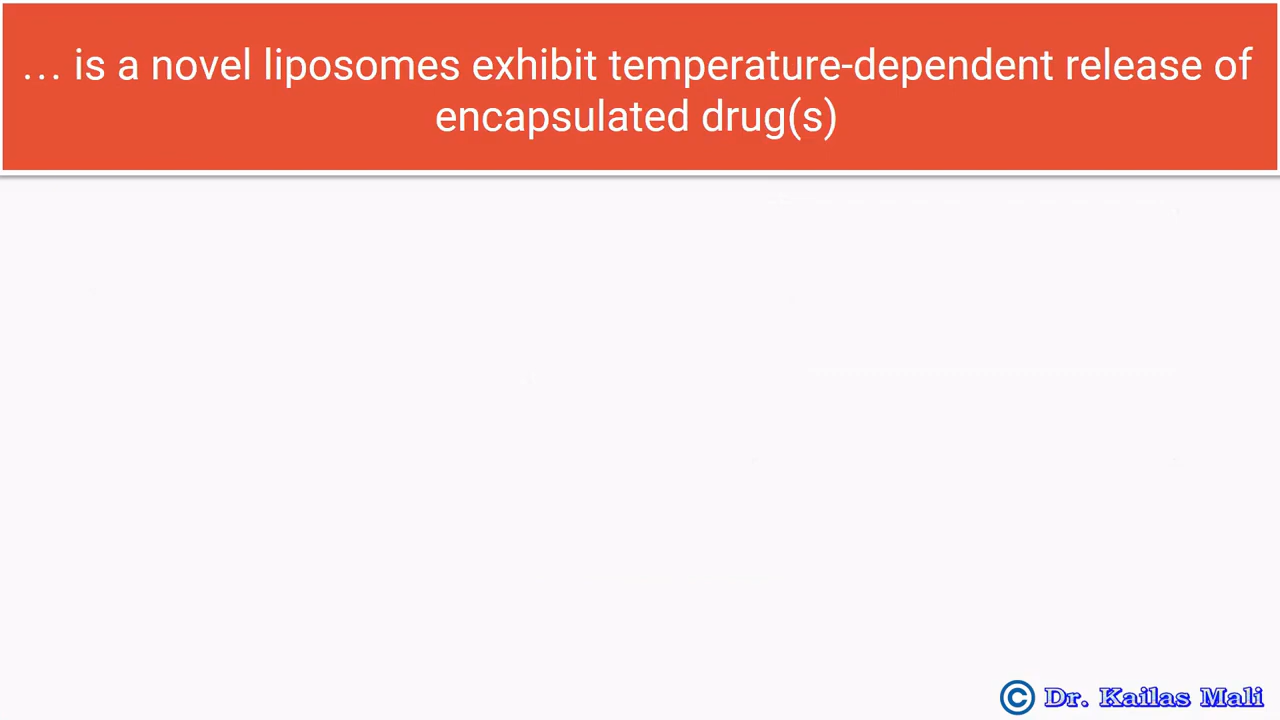 ... is a novel liposomes exhibit temperature-dependent release of
encapsulated drug(s)
© Dr. Kailas Mali